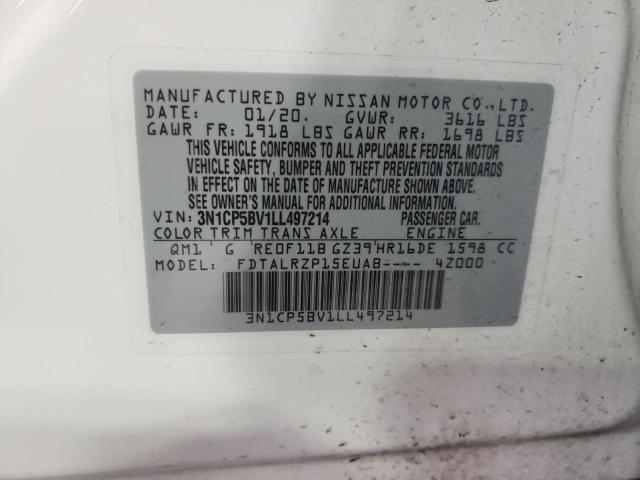 MANUFACTURED BY NISSAN MOTOR CO., LTD.
DATE: 01/20. GVWR: 3616 LBS
GAWR FR: 1918 LBS GAWR RR: 1698 LBS
THIS VEHICLE CONFORMS TO ALL APPLICABLE FEDERAL MOTOR
VEHICLE SAFETY, BUMPER AND THEFT PREVENTION STANDARDS
IN EFFECT ON THE DATE OF MANUFACTURE SHOWN ABOVE.
SEE OWNER'S MANUAL FOR ADDITIONAL INFORMATION.
VIN: 3N1CP5BV1LL497214 PASSENGER CAR.
COLOR TRIM TRANS AXLE ENGINE
QM1 G RE0F11B GZ39 HR16DE 1598 CC
MODEL: FDTALRZP15EUAB---- 4Z000
3N1CP5BV1LL497214